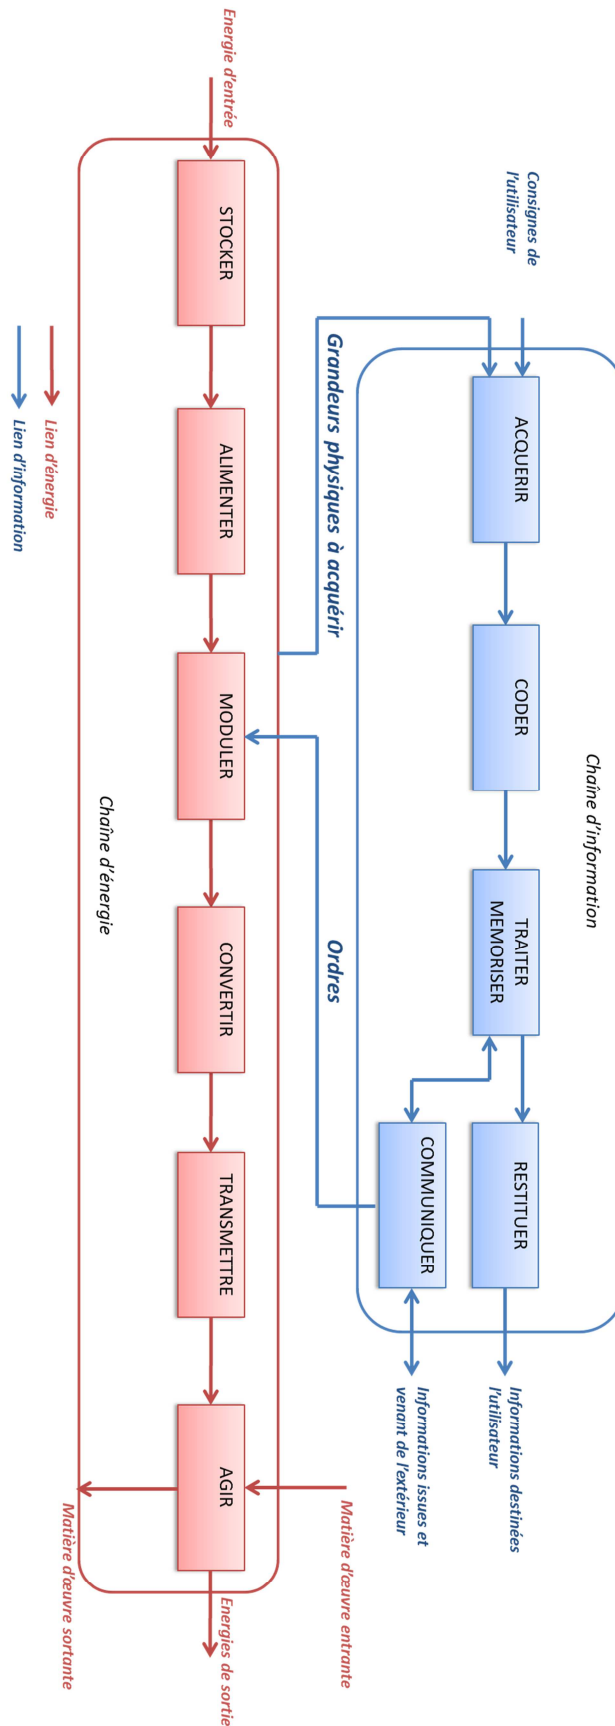 Chaîne d'information
Consignes de
l'utilisateur
ACQUERIR
CODER
TRAITER
MEMORISER
RESTITUER
Informations destinées
l'utilisateur
COMMUNIQUER
Informations issues et
venant de l'extérieur
Grandeurs physiques à acquérir
Ordres
Matière d'œuvre entrante
Energie d'entrée
STOCKER
ALIMENTER
MODULER
CONVERTIR
TRANSMETTRE
AGIR
Energies de sortie
Chaîne d'énergie
Matière d'œuvre sortante
Lien d'énergie
Lien d'information